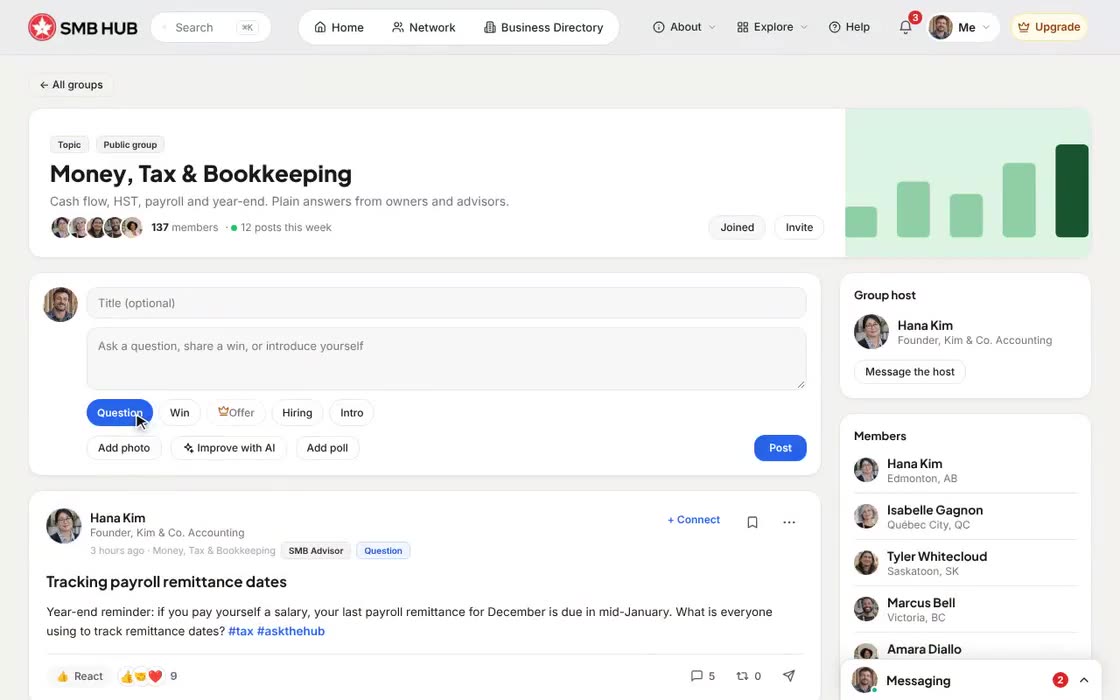 SMB HUB
Search
⌘K
Home
Network
Business Directory
About
Explore
Help
3
Me
Upgrade
← All groups
Topic
Public group
Money, Tax & Bookkeeping
Cash flow, HST, payroll and year-end. Plain answers from owners and advisors.
137 members · 12 posts this week
Joined
Invite
Title (optional)
Ask a question, share a win, or introduce yourself
Question
Win
Offer
Hiring
Intro
Add photo
Improve with AI
Add poll
Post
Hana Kim
Founder, Kim & Co. Accounting
3 hours ago · Money, Tax & Bookkeeping
SMB Advisor
Question
+ Connect
Tracking payroll remittance dates
Year-end reminder: if you pay yourself a salary, your last payroll remittance for December is due in mid-January. What is everyone
using to track remittance dates? #tax #askthehub
React
9
5
0
Group host
Hana Kim
Founder, Kim & Co. Accounting
Message the host
Members
Hana Kim
Edmonton, AB
Isabelle Gagnon
Québec City, QC
Tyler Whitecloud
Saskatoon, SK
Marcus Bell
Victoria, BC
Amara Diallo
Messaging
2